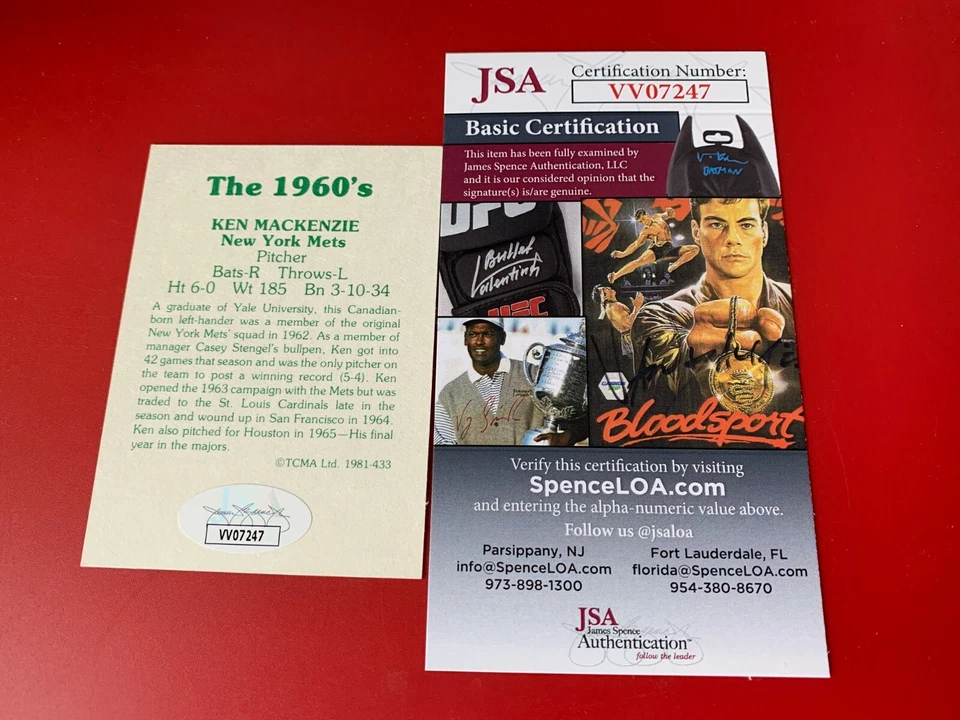 The 1960's
KEN MACKENZIE
New York Mets
Pitcher
Bats-R Throws-L
Ht 6-0 Wt 185 Bn 3-10-34
A graduate of Yale University, this Canadian-
born left-hander was a member of the original
New York Mets' squad in 1962. As a member of
manager Casey Stengel's bullpen, Ken got into
42 games that season and was the only pitcher on
the team to post a winning record (5-4). Ken
opened the 1963 campaign with the Mets but was
traded to the St. Louis Cardinals late in the
season and wound up in San Francisco in 1964.
Ken also pitched for Houston in 1965—His final
year in the majors.
©TCMA Ltd. 1981-433
VV07247
JSA
Certification Number:
VV07247
Basic Certification
This item has been fully examined by
James Spence Authentication, LLC
and it is our considered opinion that the
signature(s) is/are genuine.
BATMAN
UFC
Bullet
Valentina
UFC
Bloodsport
Verify this certification by visiting
SpenceLOA.com
and entering the alpha-numeric value above.
Follow us @jsaloa
Parsippany, NJ
info@SpenceLOA.com
973-898-1300
Fort Lauderdale, FL
florida@SpenceLOA.com
954-380-8670
JSA
James Spence
Authentication™
follow the leader